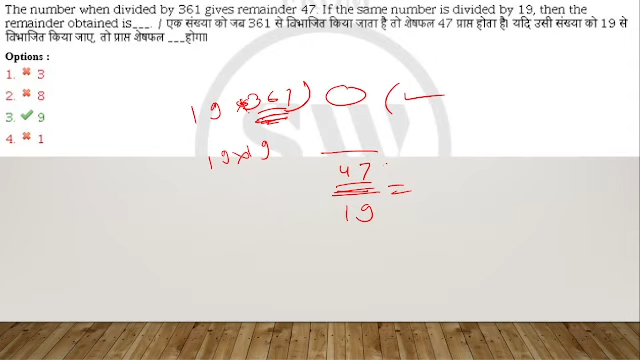 The number when divided by 361 gives remainder 47. If the same number is divided by 19, then the
remainder obtained is___. / एक संख्या को जब 361 से विभाजित किया जाता है तो शेषफल 47 प्राप्त होता है। यदि उसी संख्या को 19 से
विभाजित किया जाए, तो प्राप्त शेषफल ___होगा।
Options :
1. ✖ 3
2. ✖ 8
3. ✔ 9
4. ✖ 1
19 361 ) (
19x19
47
19 =
SW